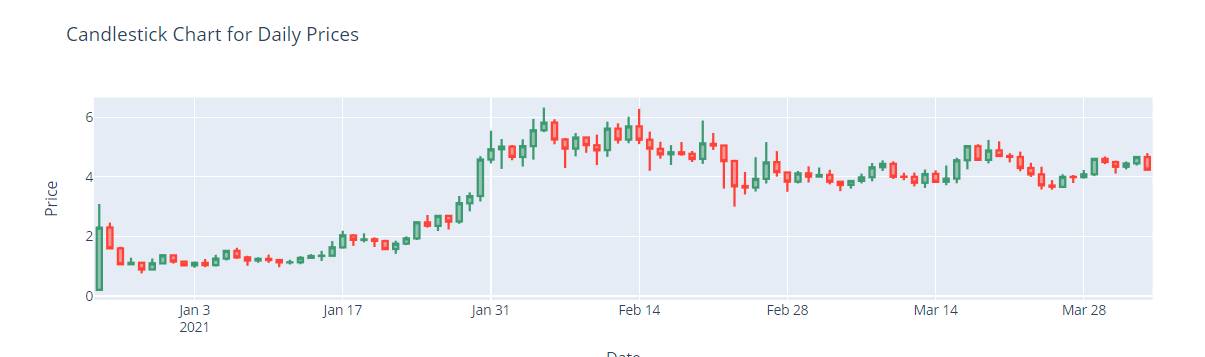 Candlestick Chart for Daily Prices
Price
6
4
2
0
Jan 3
2021
Jan 17
Jan 31
Feb 14
Feb 28
Mar 14
Mar 28
Date